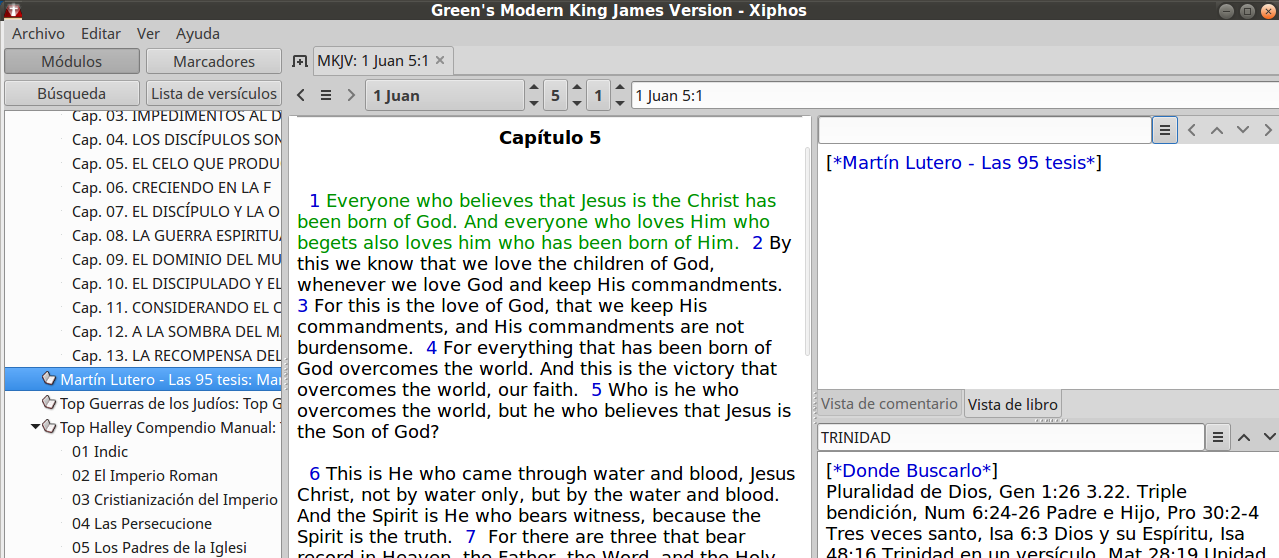 Green's Modern King James Version - Xiphos
Archivo Editar Ver Ayuda
Módulos Marcadores
Búsqueda Lista de versículos
Cap. 03. IMPEDIMENTOS AL D
Cap. 04. LOS DISCÍPULOS SON
Cap. 05. EL CELO QUE PRODU
Cap. 06. CRECIENDO EN LA F
Cap. 07. EL DISCÍPULO Y LA O
Cap. 08. LA GUERRA ESPIRITU
Cap. 09. EL DOMINIO DEL MU
Cap. 10. EL DISCIPULADO Y EL
Cap. 11. CONSIDERANDO EL C
Cap. 12. A LA SOMBRA DEL MA
Cap. 13. LA RECOMPENSA DEL
Martín Lutero - Las 95 tesis: Mar
Top Guerras de los Judíos: Top G
Top Halley Compendio Manual:
01 Indic
02 El Imperio Roman
03 Cristianización del Imperio
04 Las Persecucione
05 Los Padres de la Iglesi
MKJV: 1 Juan 5:1
1 Juan 5 1 1 Juan 5:1
Capítulo 5
1 Everyone who believes that Jesus is the Christ has
been born of God. And everyone who loves Him who
begets also loves him who has been born of Him. 2 By
this we know that we love the children of God,
whenever we love God and keep His commandments.
3 For this is the love of God, that we keep His
commandments, and His commandments are not
burdensome. 4 For everything that has been born of
God overcomes the world. And this is the victory that
overcomes the world, our faith. 5 Who is he who
overcomes the world, but he who believes that Jesus is
the Son of God?
6 This is He who came through water and blood, Jesus
Christ, not by water only, but by the water and blood.
And the Spirit is He who bears witness, because the
Spirit is the truth. 7 For there are three that bear
record in Heaven, the Father, the Word, and the Holy
[*Martín Lutero - Las 95 tesis*]
Vista de comentario Vista de libro
TRINIDAD
[*Donde Buscarlo*]
Pluralidad de Dios, Gen 1:26 3.22. Triple
bendición, Num 6:24-26 Padre e Hijo, Pro 30:2-4
Tres veces santo, Isa 6:3 Dios y su Espíritu, Isa
48:16 Trinidad en un versículo, Mat 28:19 Unidad